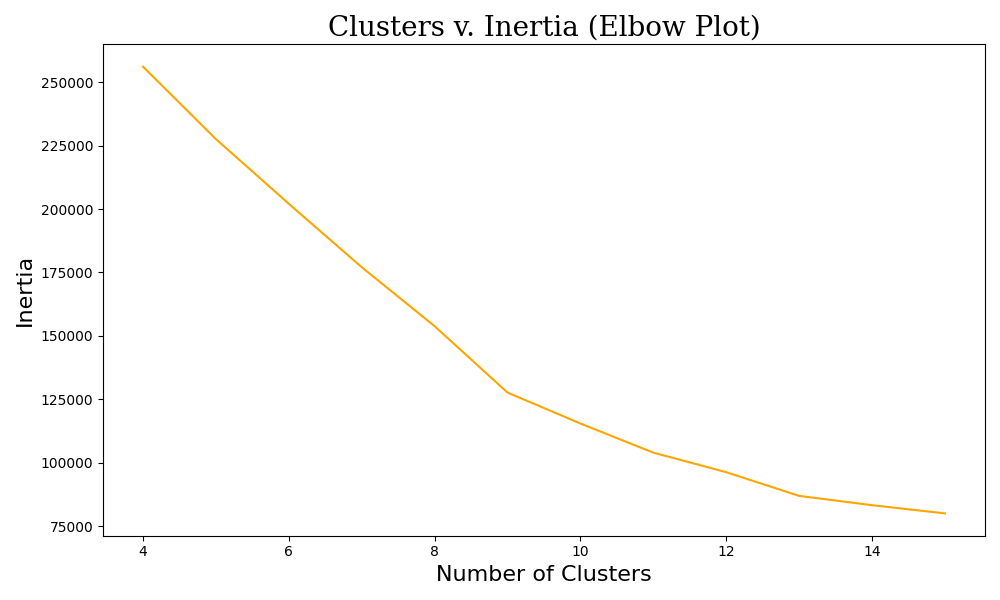 Clusters v. Inertia (Elbow Plot)
250000
225000
200000
175000
150000
125000
100000
75000
Inertia
4 6 8 10 12 14
Number of Clusters